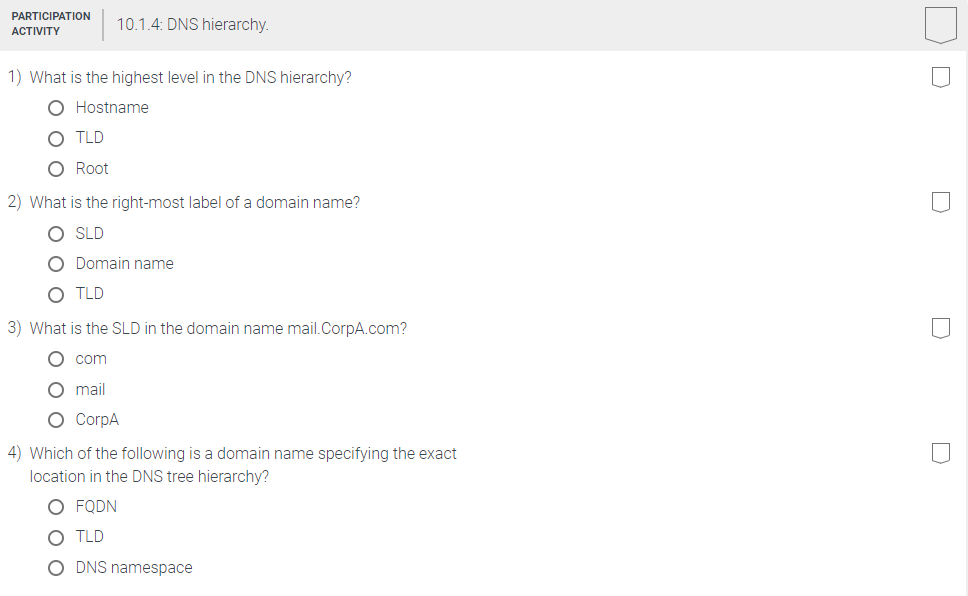 PARTICIPATION
ACTIVITY
10.1.4: DNS hierarchy.
1) What is the highest level in the DNS hierarchy?
Hostname
TLD
Root
2) What is the right-most label of a domain name?
SLD
Domain name
TLD
3) What is the SLD in the domain name mail.CorpA.com?
com
mail
CorpA
4) Which of the following is a domain name specifying the exact
location in the DNS tree hierarchy?
FQDN
TLD
DNS namespace